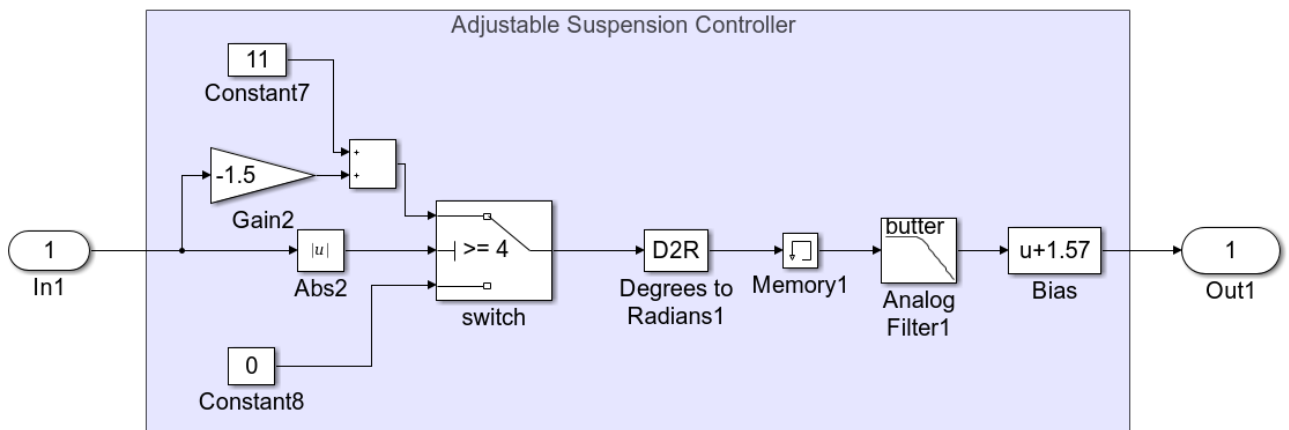 Adjustable Suspension Controller
11
Constant7
+
+
-1.5
Gain2
1
In1
|u|
Abs2
>= 4
switch
D2R
Degrees to
Radians1
Memory1
butter
Analog
Filter1
u+1.57
Bias
1
Out1
0
Constant8